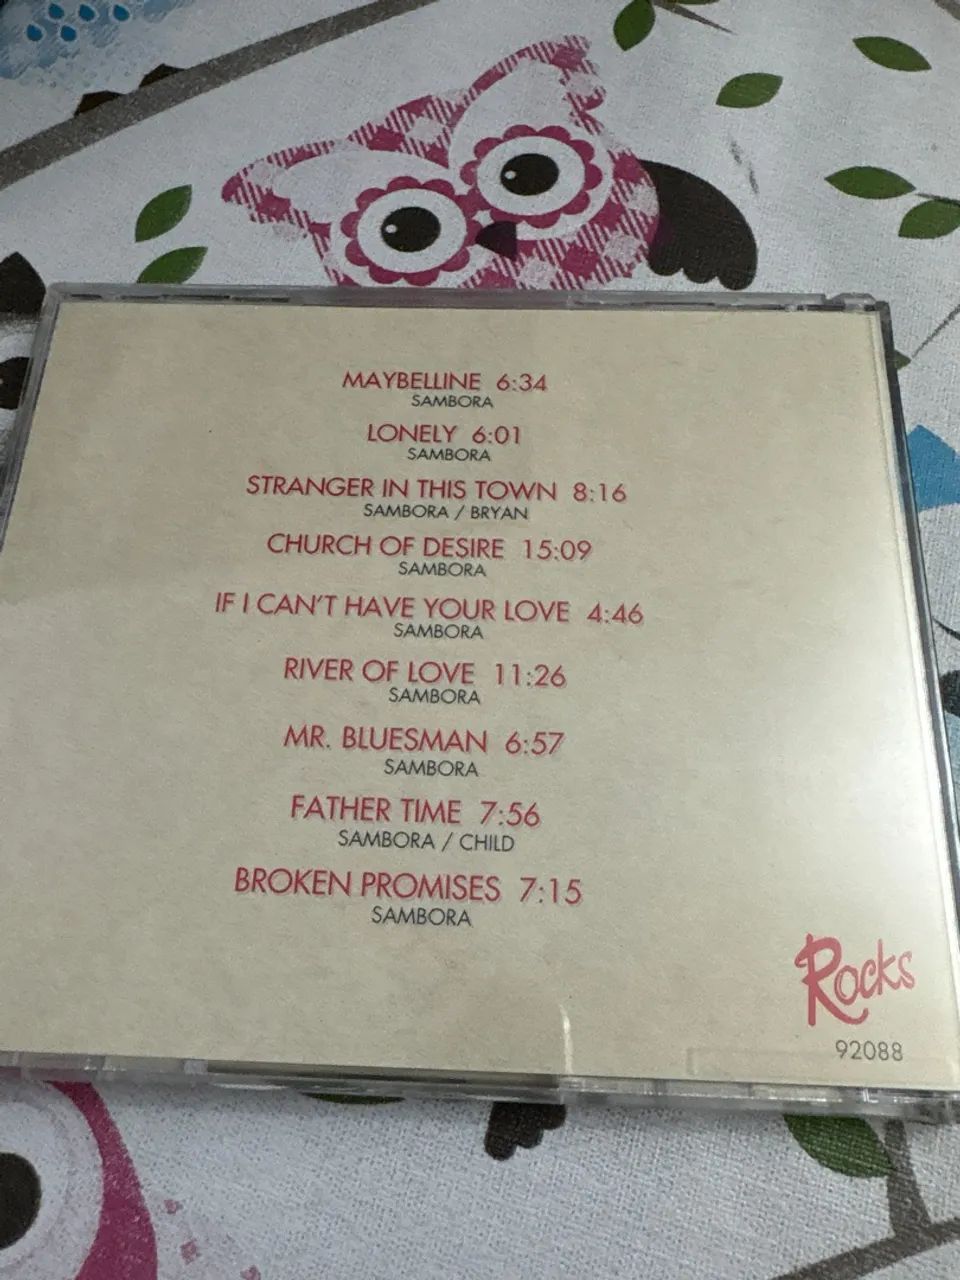 MAYBELLINE 6:34
SAMBORA
LONELY 6:01
SAMBORA
STRANGER IN THIS TOWN 8:16
SAMBORA / BRYAN
CHURCH OF DESIRE 15:09
SAMBORA
IF I CAN'T HAVE YOUR LOVE 4:46
SAMBORA
RIVER OF LOVE 11:26
SAMBORA
MR. BLUESMAN 6:57
SAMBORA
FATHER TIME 7:56
SAMBORA / CHILD
BROKEN PROMISES 7:15
SAMBORA
Rocks
92088